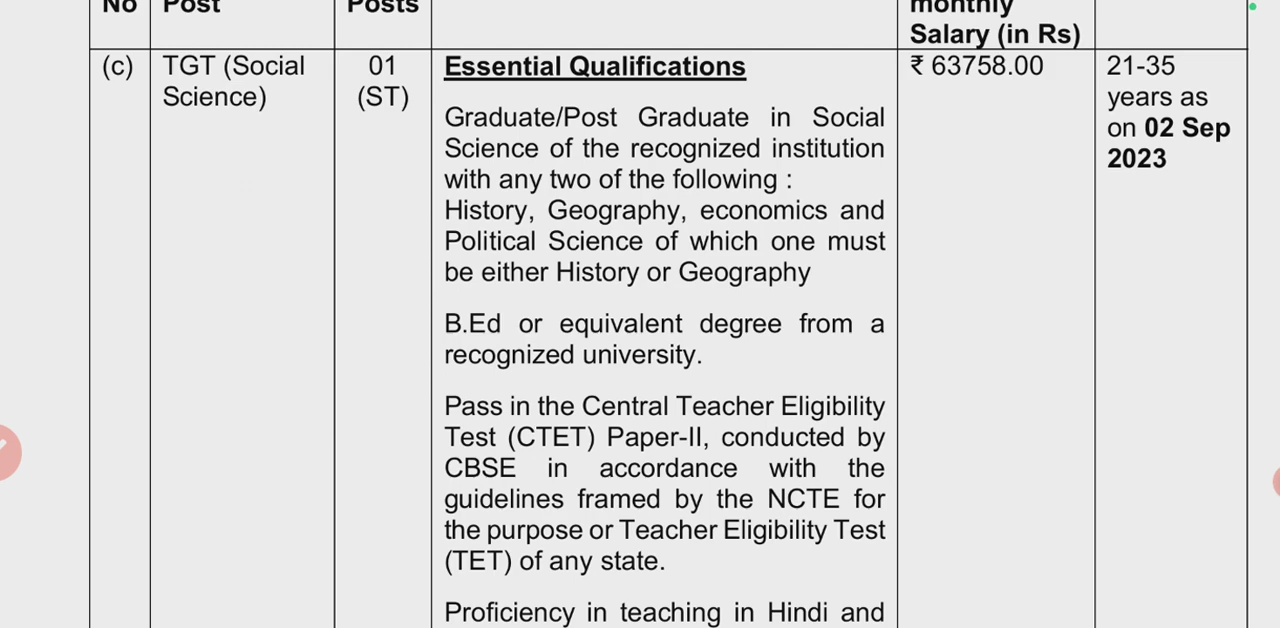 No
Post
Posts
monthly
Salary (in Rs)
(c)
TGT (Social
Science)
01
(ST)
Essential Qualifications
Graduate/Post Graduate in Social
Science of the recognized institution
with any two of the following :
History, Geography, economics and
Political Science of which one must
be either History or Geography
B.Ed or equivalent degree from a
recognized university.
Pass in the Central Teacher Eligibility
Test (CTET) Paper-II, conducted by
CBSE in accordance with the
guidelines framed by the NCTE for
the purpose or Teacher Eligibility Test
(TET) of any state.
Proficiency in teaching in Hindi and
₹ 63758.00
21-35
years as
on 02 Sep
2023